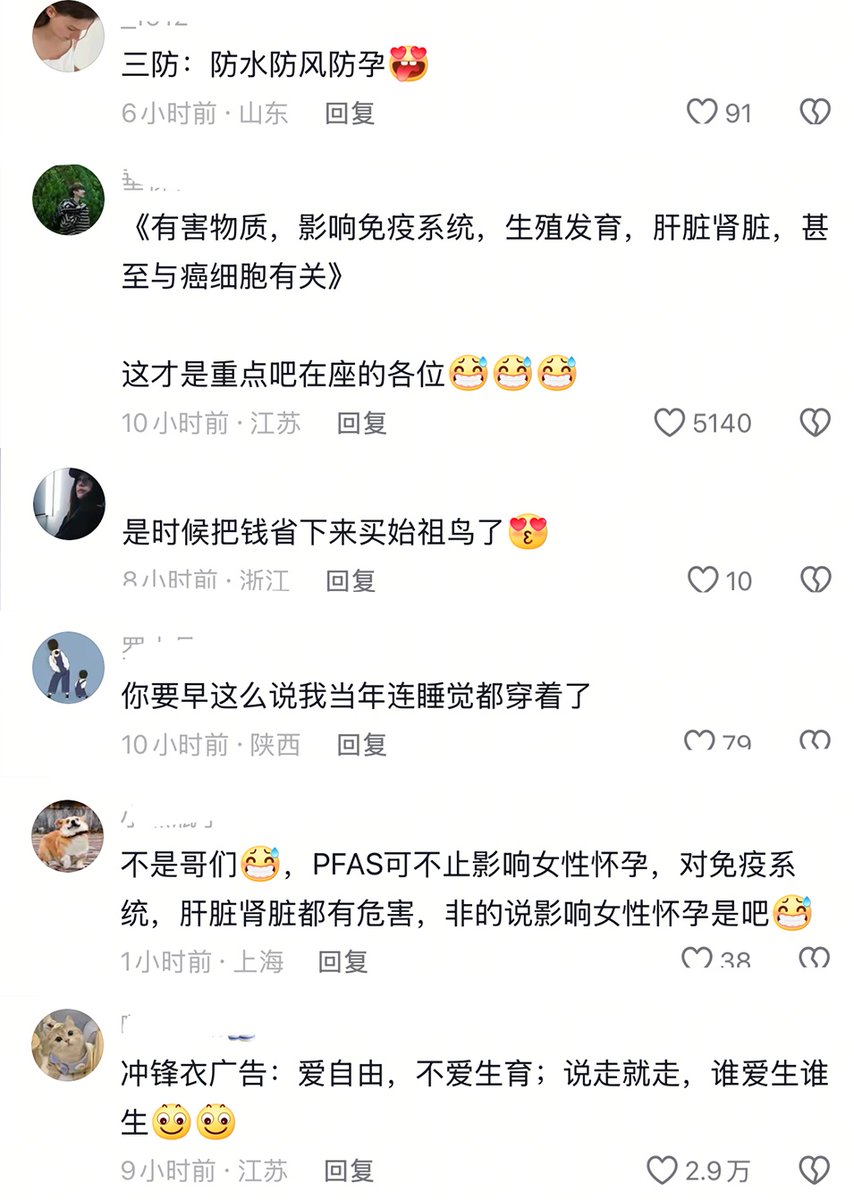 三防：防水防风防孕
6小时前·山东 回复 91
《有害物质，影响免疫系统，生殖发育，肝脏肾脏，甚
至与癌细胞有关》
这才是重点吧在座的各位
10小时前·江苏 回复 5140
是时候把钱省下来买始祖鸟了
8小时前·浙江 回复 10
你要早这么说我当年连睡觉都穿着了
10小时前·陕西 回复 79
不是哥们，PFAS可不止影响女性怀孕，对免疫系
统，肝脏肾脏都有危害，非的说影响女性怀孕是吧
1小时前·上海 回复 38
冲锋衣广告：爱自由，不爱生育；说走就走，谁爱生谁
生
9小时前·江苏 回复 2.9万